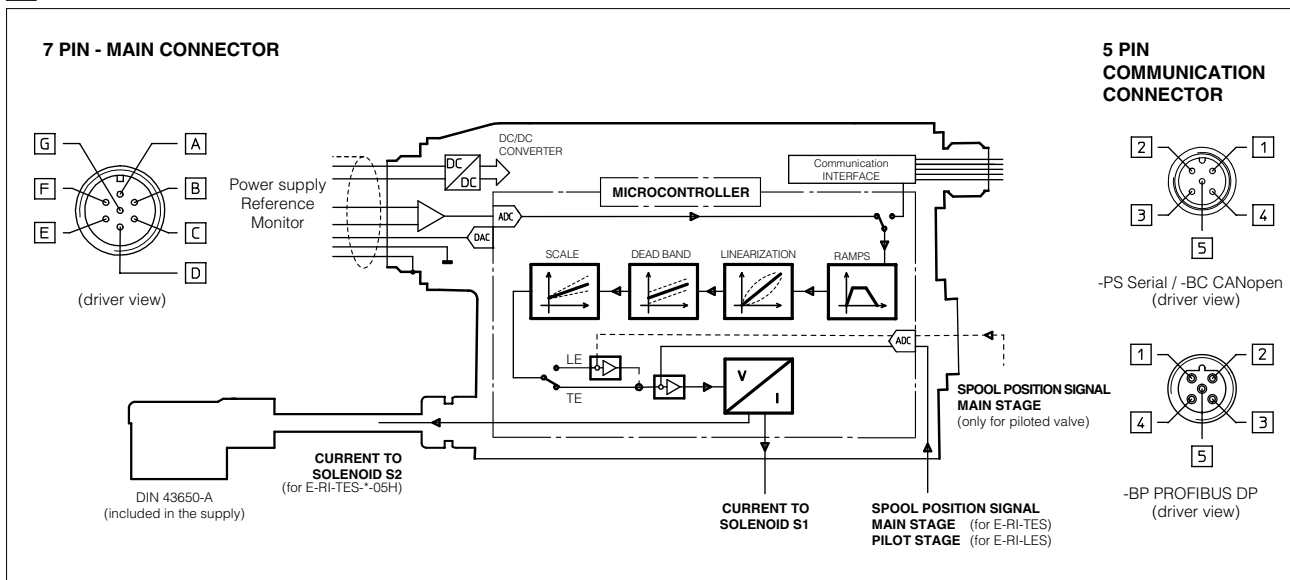 7 PIN - MAIN CONNECTOR
G
A
F
B
E
C
D
(driver view)
Power supply
Reference
Monitor
DC/DC
CONVERTER
DC
DC
MICROCONTROLLER
Communication
INTERFACE
ADC
DAC
SCALE
DEAD BAND
LINEARIZATION
RAMPS
ADC
LE
TE
V
I
DIN 43650-A
(included in the supply)
CURRENT TO
SOLENOID S2
(for E-RI-TES-*-05H)
CURRENT TO
SOLENOID S1
SPOOL POSITION SIGNAL
MAIN STAGE (for E-RI-TES)
PILOT STAGE (for E-RI-LES)
SPOOL POSITION SIGNAL
MAIN STAGE
(only for piloted valve)
5 PIN
COMMUNICATION
CONNECTOR
2
1
3
4
5
-PS Serial / -BC CANopen
(driver view)
1
2
4
3
5
-BP PROFIBUS DP
(driver view)